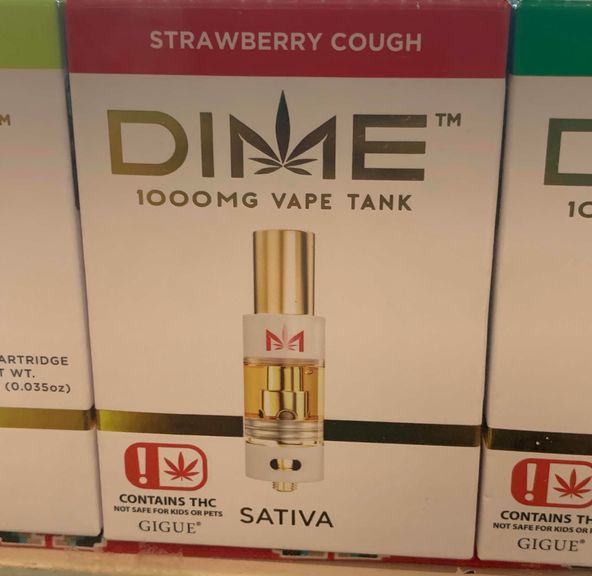 STRAWBERRY COUGH
DIME™
1000MG VAPE TANK
M
SATIVA
CONTAINS THC
NOT SAFE FOR KIDS OR PETS
GIGUE®
M
ARTRIDGE
T WT.
(0.035oz)
D
10
CONTAINS TH
NOT SAFE FOR KIDS OR
GIGUE®